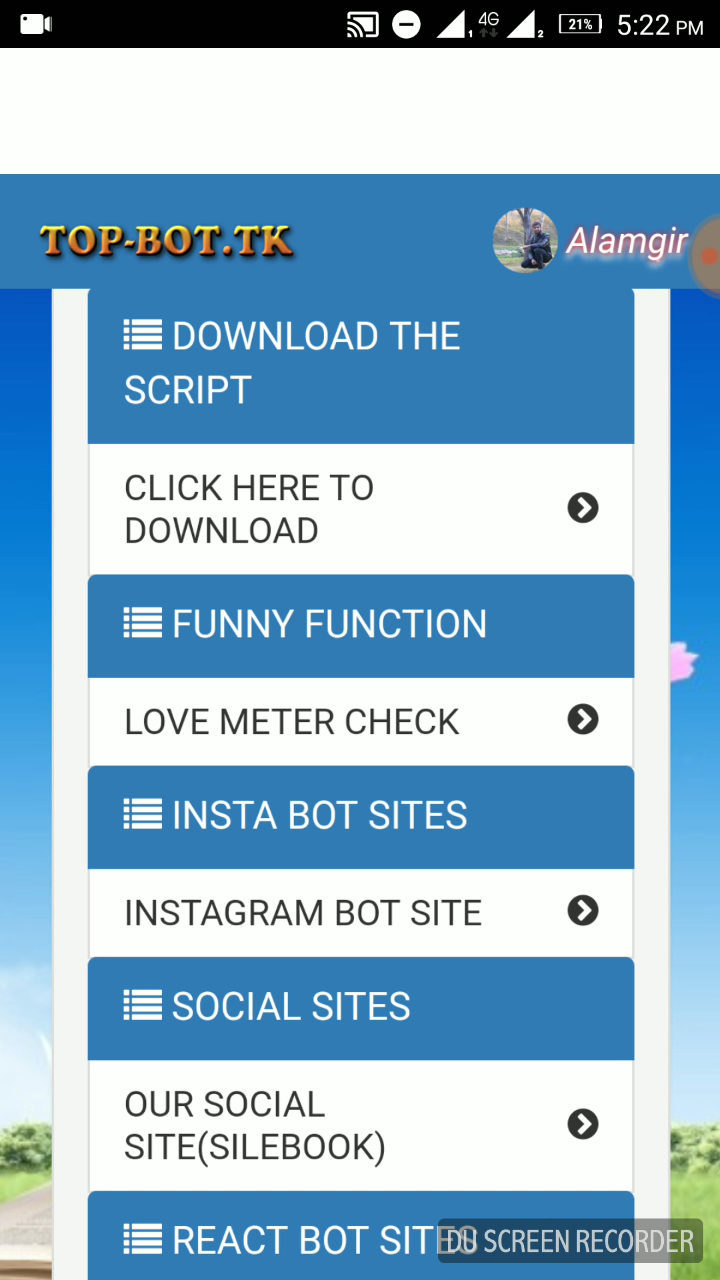 4G
1
2
21%
5:22 PM
TOP-BOT.TK
Alamgir
DOWNLOAD THE
SCRIPT
CLICK HERE TO
DOWNLOAD
FUNNY FUNCTION
LOVE METER CHECK
INSTA BOT SITES
INSTAGRAM BOT SITE
SOCIAL SITES
OUR SOCIAL
SITE(SILEBOOK)
REACT BOT SITES
DU SCREEN RECORDER